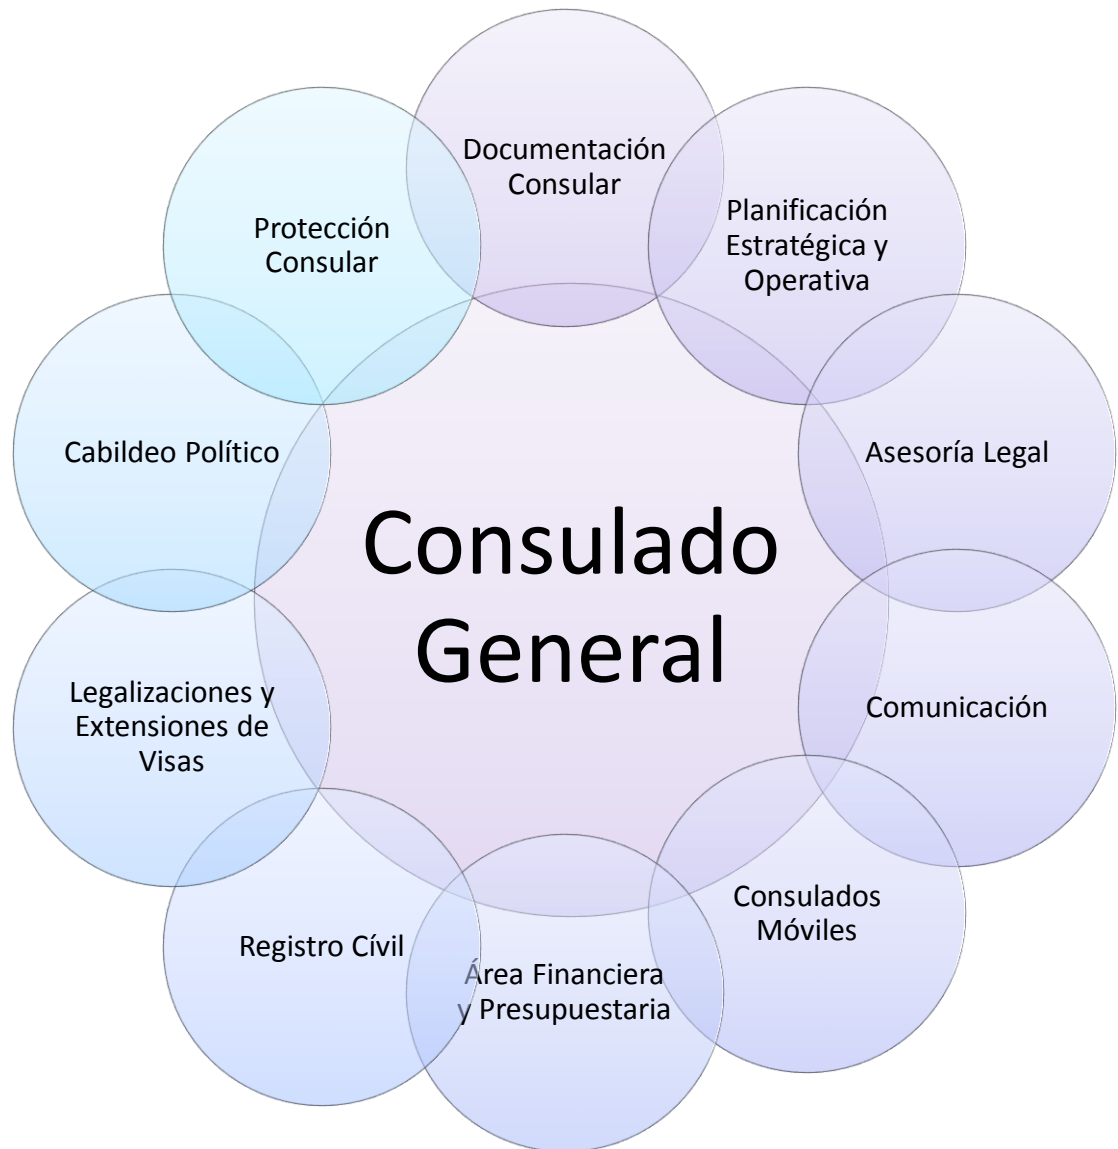 Documentación
Consular
Planificación
Estratégica y
Operativa
Asesoría Legal
Comunicación
Consulados
Móviles
Área Financiera
y Presupuestaria
Registro Cívil
Legalizaciones y
Extensiones de
Visas
Cabildeo Político
Protección
Consular
Consulado
General